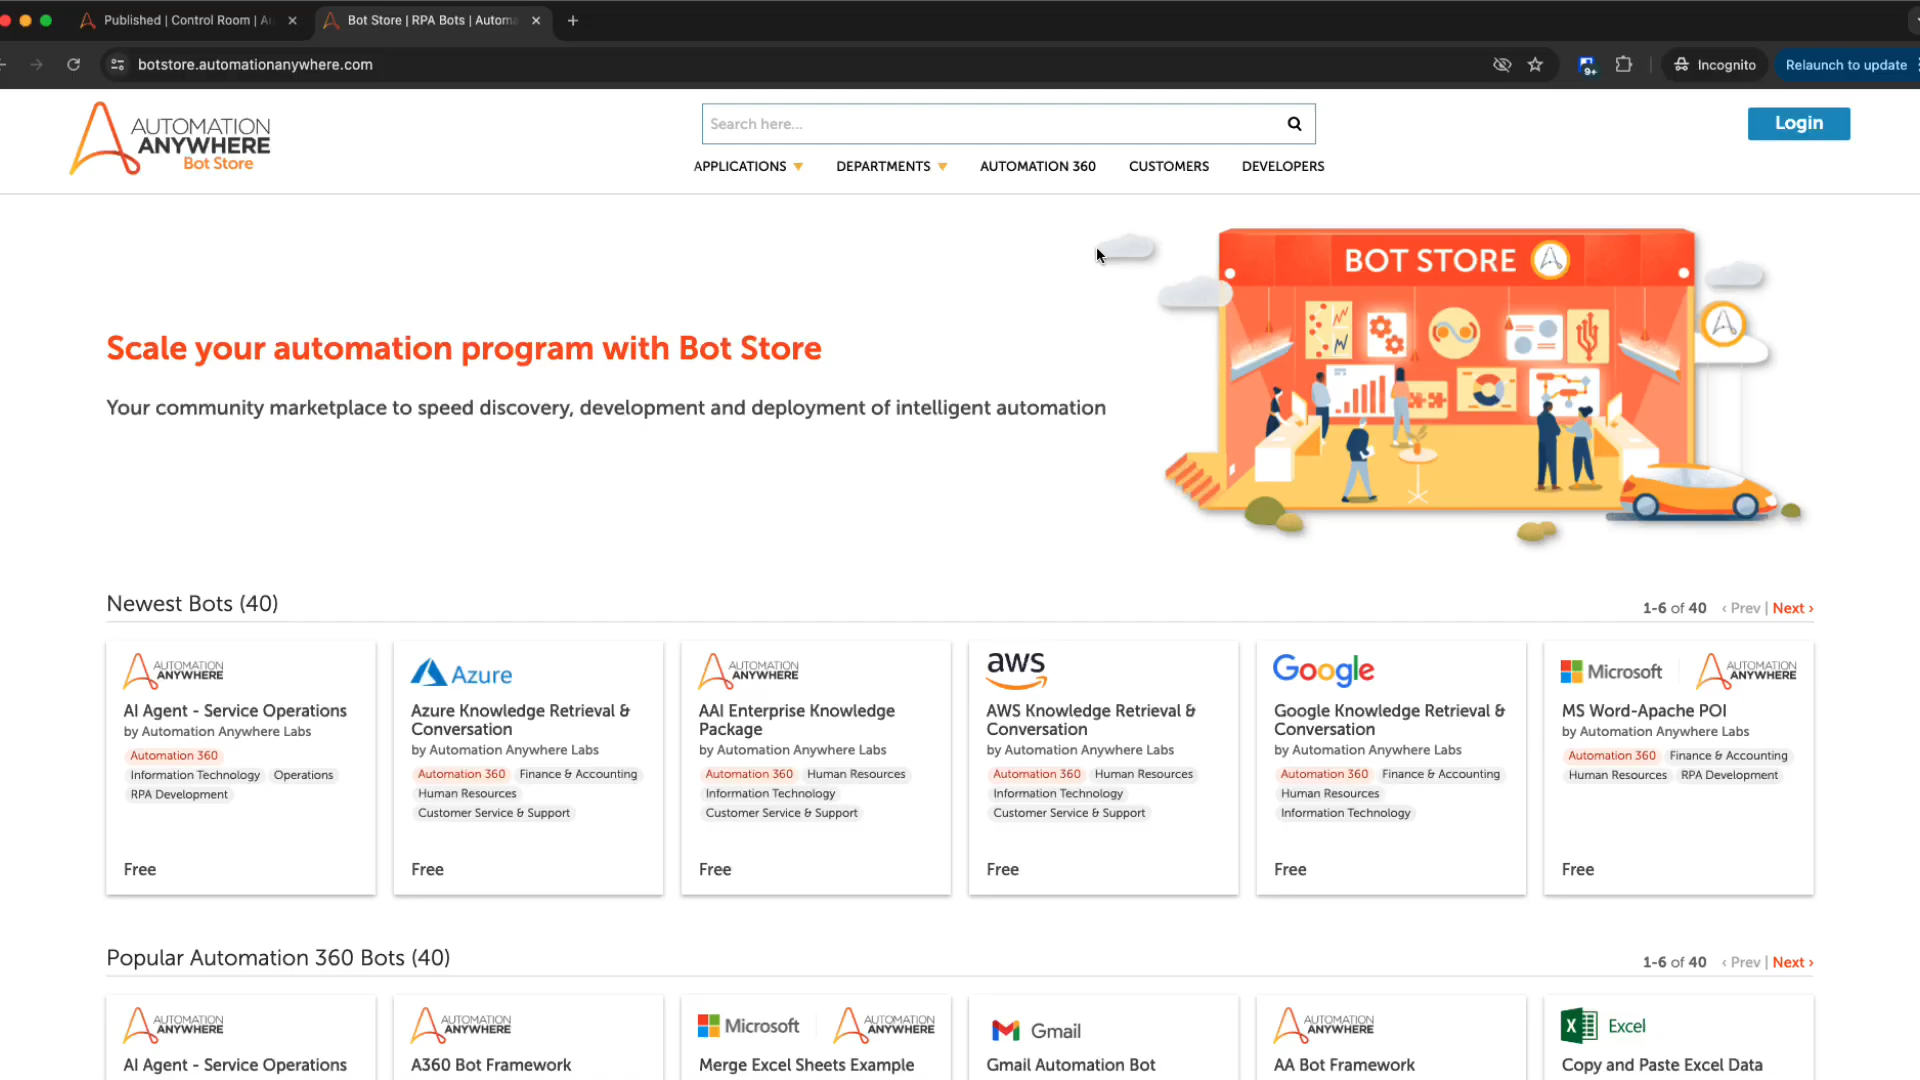 Published | Control Room | Au
Bot Store | RPA Bots | Automa
botstore.automationanywhere.com
9+
Incognito
Relaunch to update
AUTOMATION
ANYWHERE
Bot Store
Search here...
Login
APPLICATIONS
DEPARTMENTS
AUTOMATION 360
CUSTOMERS
DEVELOPERS
BOT STORE
Scale your automation program with Bot Store
Your community marketplace to speed discovery, development and deployment of intelligent automation
Newest Bots (40)
1-6 of 40 ‹ Prev | Next ›
AUTOMATION
ANYWHERE
AI Agent - Service Operations
by Automation Anywhere Labs
Automation 360
Information Technology Operations
RPA Development
Free
Azure
Azure Knowledge Retrieval &
Conversation
by Automation Anywhere Labs
Automation 360 Finance & Accounting
Human Resources
Customer Service & Support
Free
AUTOMATION
ANYWHERE
AAI Enterprise Knowledge
Package
by Automation Anywhere Labs
Automation 360 Human Resources
Information Technology
Customer Service & Support
Free
aws
AWS Knowledge Retrieval &
Conversation
by Automation Anywhere Labs
Automation 360 Human Resources
Information Technology
Customer Service & Support
Free
Google
Google Knowledge Retrieval &
Conversation
by Automation Anywhere Labs
Automation 360 Finance & Accounting
Human Resources
Information Technology
Free
Microsoft
AUTOMATION
ANYWHERE
MS Word-Apache POI
by Automation Anywhere Labs
Automation 360 Finance & Accounting
Human Resources RPA Development
Free
Popular Automation 360 Bots (40)
1-6 of 40 ‹ Prev | Next ›
AUTOMATION
ANYWHERE
AI Agent - Service Operations
AUTOMATION
ANYWHERE
A360 Bot Framework
Microsoft
AUTOMATION
ANYWHERE
Merge Excel Sheets Example
Gmail
Gmail Automation Bot
AUTOMATION
ANYWHERE
AA Bot Framework
Excel
Copy and Paste Excel Data